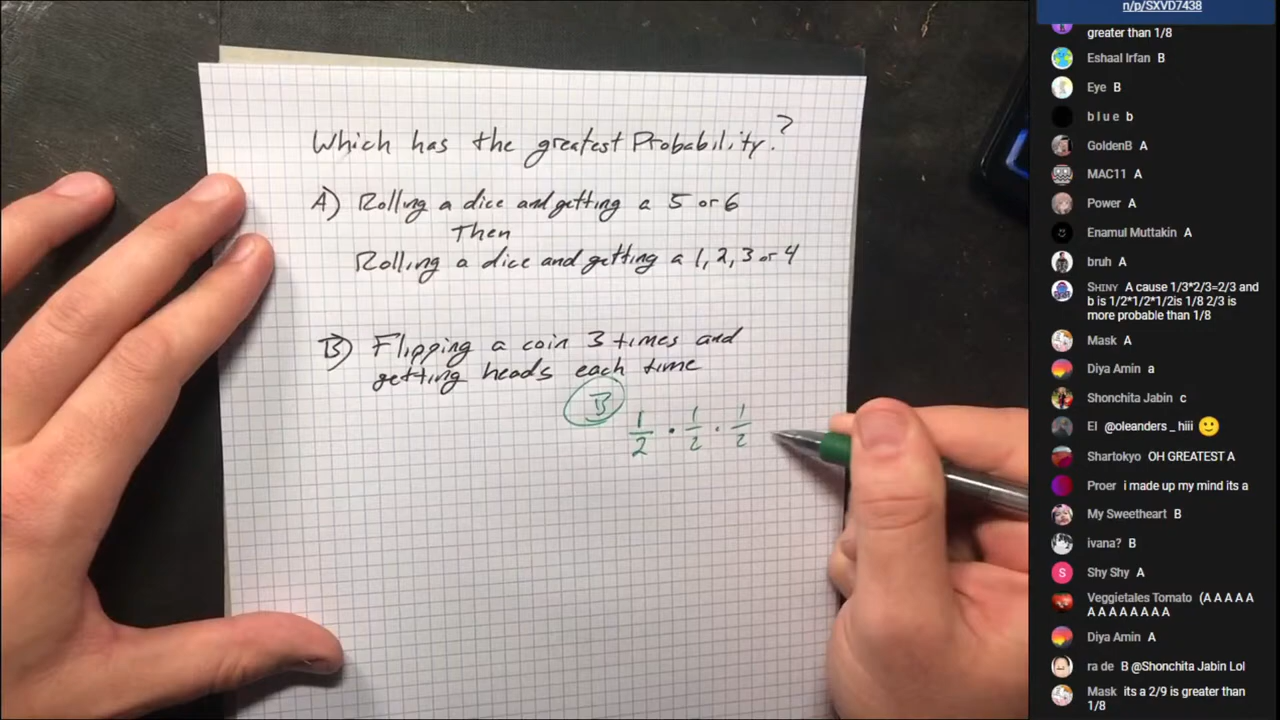 Which has the greatest Probability?
A) Rolling a dice and getting a 5 or 6
Then
Rolling a dice and getting a 1, 2, 3 or 4
B) Flipping a coin 3 times and
getting heads each time
B
1/2 · 1/2 · 1/2
n/p/SXVD7438
greater than 1/8
Eshaal Irfan B
Eye B
b l u e b
GoldenB A
MAC11 A
Power A
Enamul Muttakin A
bruh A
SHINY A cause 1/3*2/3=2/3 and
b is 1/2*1/2*1/2is 1/8 2/3 is
more probable than 1/8
Mask A
Diya Amin a
Shonchita Jabin c
El @oleanders _ hiii 🙂
Shartokyo OH GREATEST A
Proer i made up my mind its a
My Sweetheart B
ivana? B
S Shy Shy A
Veggietales Tomato (A A A A A
A A A A A A A A A
Diya Amin A
ra de B @Shonchita Jabin Lol
Mask its a 2/9 is greater than
1/8